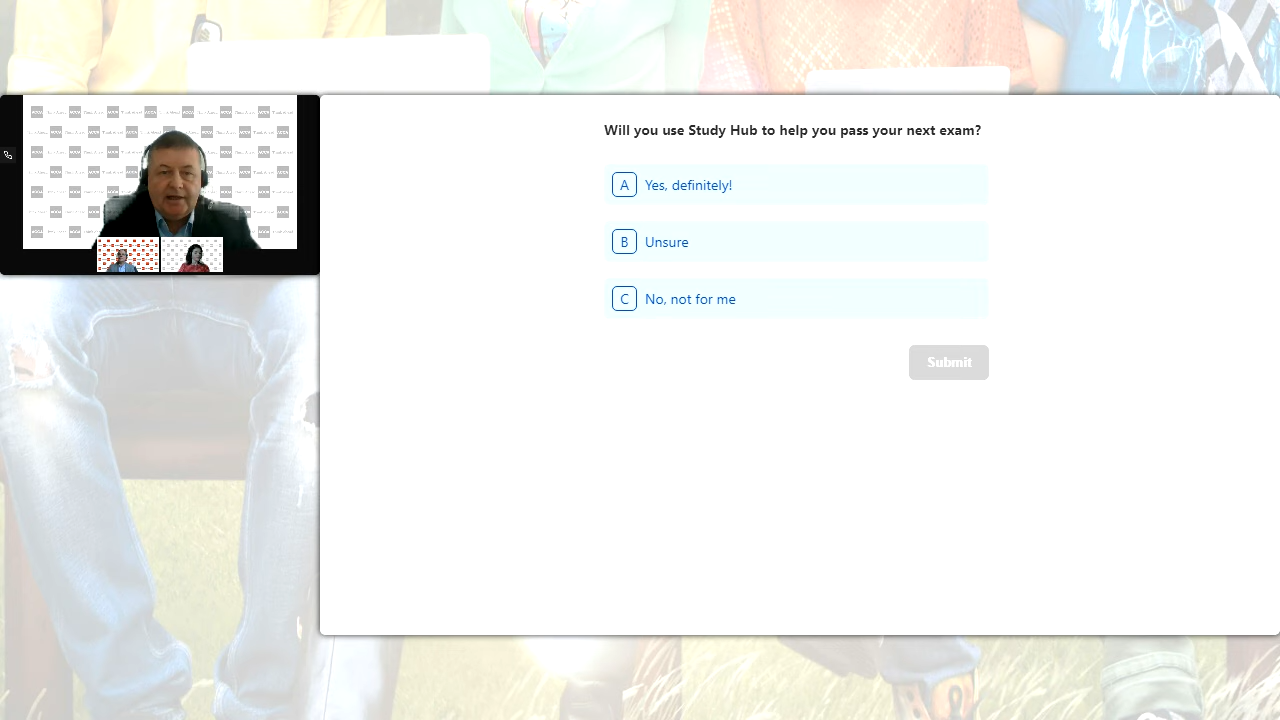 Will you use Study Hub to help you pass your next exam?
A Yes, definitely!
B Unsure
C No, not for me
Submit